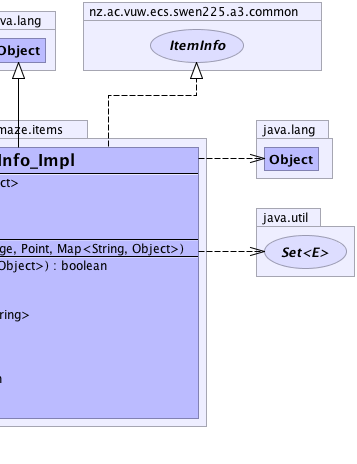 va.lang
Object
nz.ac.vuw.ecs.swen225.a3.common
ItemInfo
maze.items
Info_Impl
ct>
ge, Point, Map<String, Object>)
Object>) : boolean
ring>
n
java.lang
Object
java.util
Set<E>